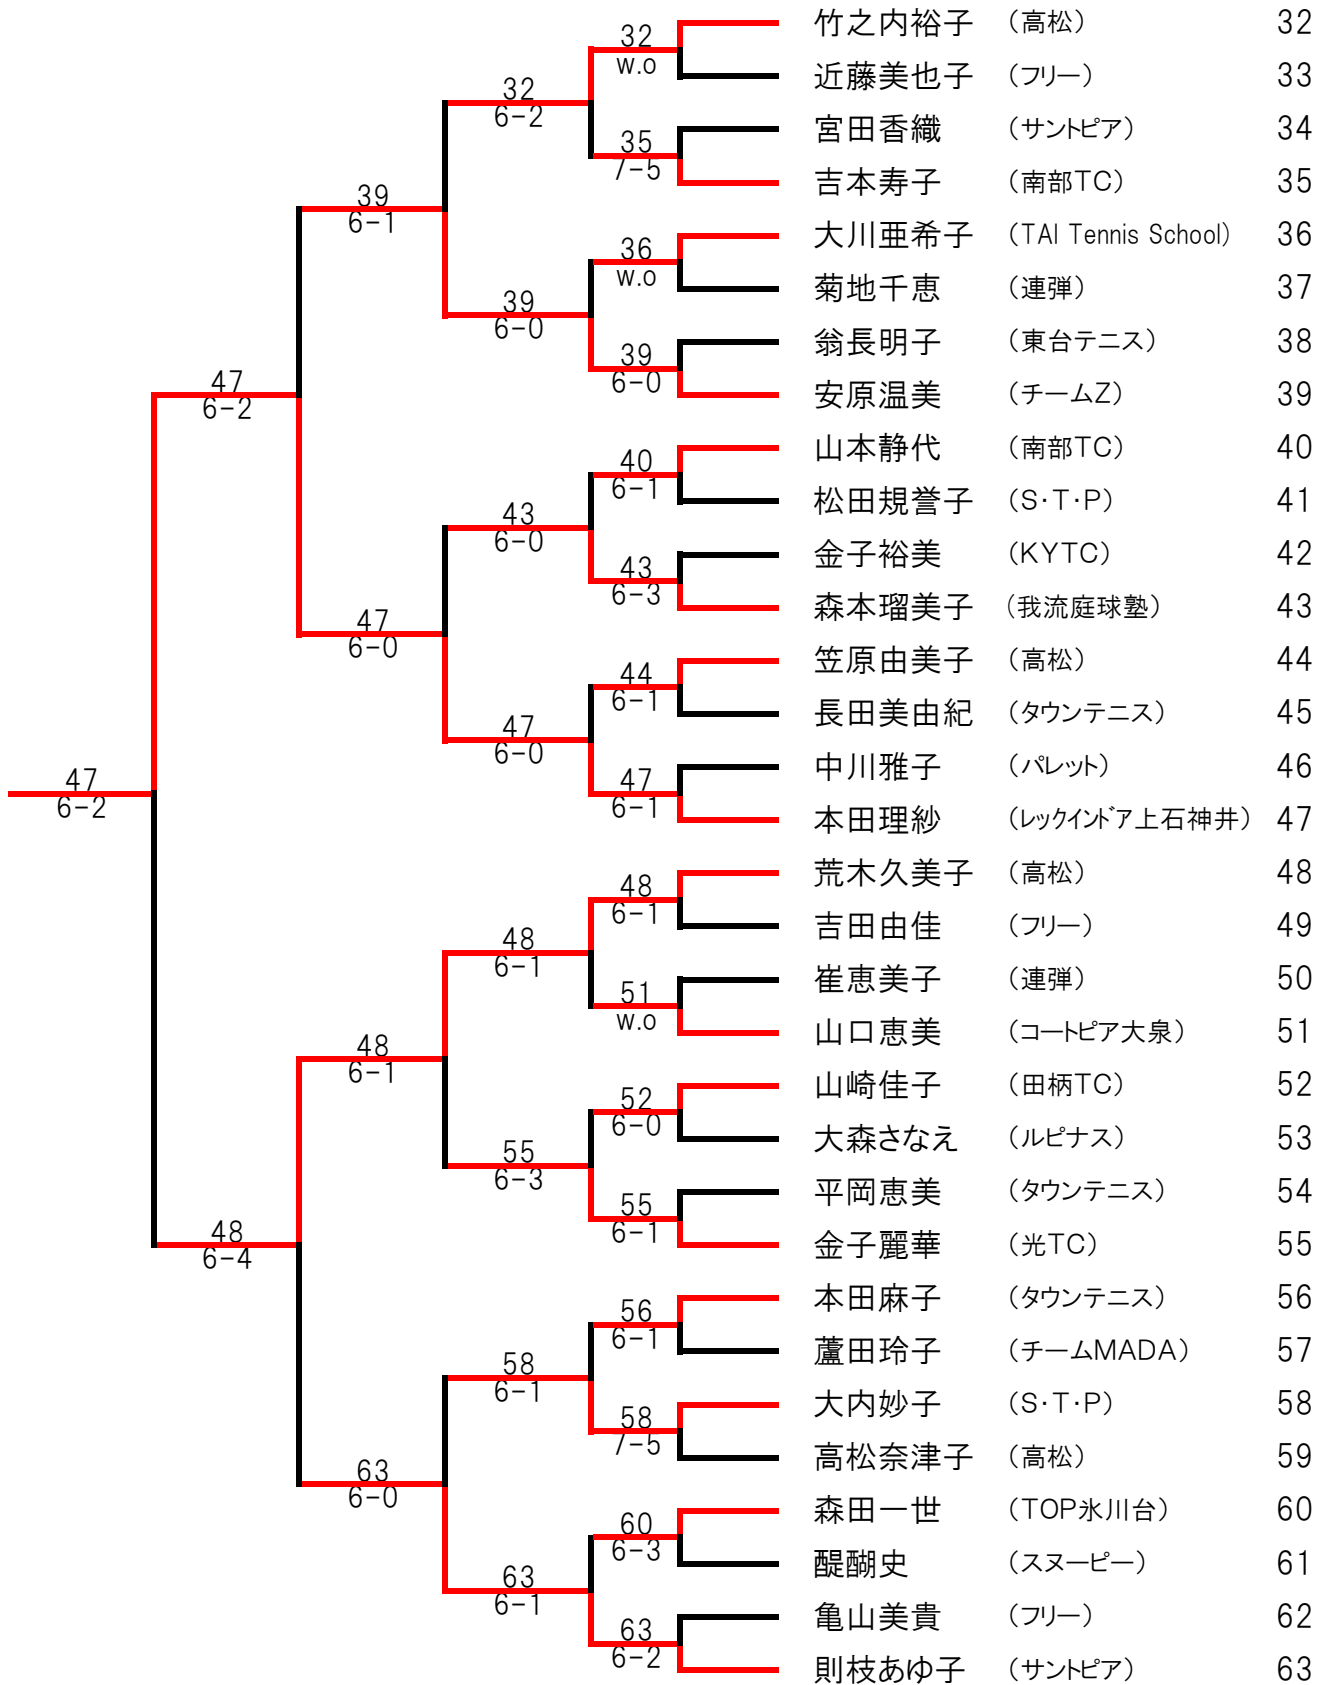 竹之内裕子 （高松） 32
32
w.o
近藤美也子 （フリー） 33
32
6-2
宮田香織 （サントピア） 34
35
7-5
吉本寿子 （南部TC） 35
39
6-1
大川亜希子 （TAI Tennis School） 36
36
w.o
菊地千恵 （連弾） 37
39
6-0
翁長明子 （東台テニス） 38
39
6-0
安原温美 （チームZ） 39
47
6-2
山本静代 （南部TC） 40
40
6-1
松田規誉子 （S・T・P） 41
43
6-0
金子裕美 （KYTC） 42
43
6-3
森本瑠美子 （我流庭球塾） 43
47
6-0
笠原由美子 （高松） 44
44
6-1
長田美由紀 （タウンテニス） 45
47
6-0
中川雅子 （パレット） 46
47
6-1
47
6-2
本田理紗 （レックインドア上石神井） 47
荒木久美子 （高松） 48
48
6-1
吉田由佳 （フリー） 49
48
6-1
崔恵美子 （連弾） 50
51
w.o
山口恵美 （コートピア大泉） 51
48
6-1
山崎佳子 （田柄TC） 52
52
6-0
大森さなえ （ルピナス） 53
55
6-3
平岡恵美 （タウンテニス） 54
55
6-1
金子麗華 （光TC） 55
48
6-4
本田麻子 （タウンテニス） 56
56
6-1
蘆田玲子 （チームMADA） 57
58
6-1
大内妙子 （S・T・P） 58
58
7-5
高松奈津子 （高松） 59
63
6-0
森田一世 （TOP氷川台） 60
60
6-3
醍醐史 （スヌーピー） 61
63
6-1
亀山美貴 （フリー） 62
63
6-2
則枝あゆ子 （サントピア） 63